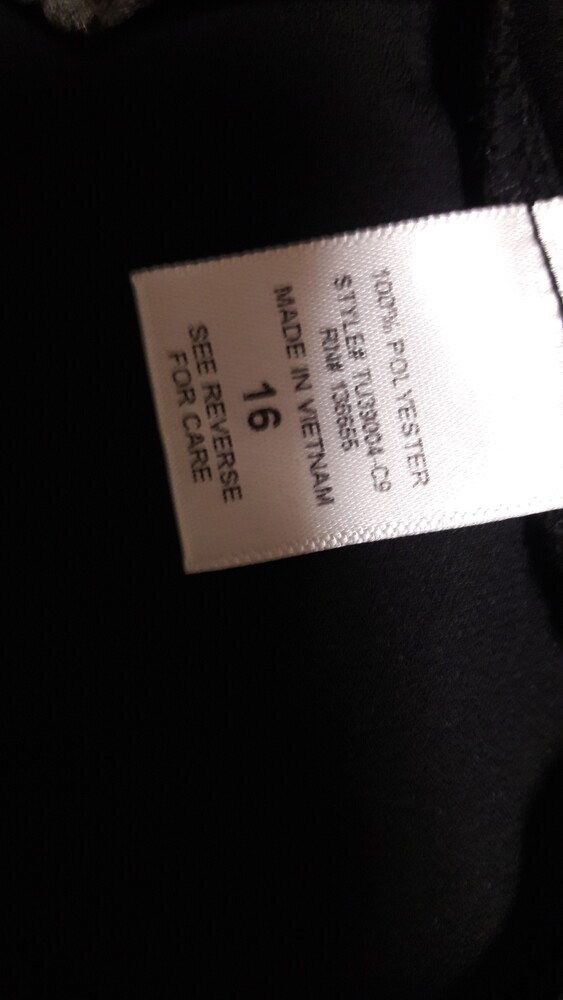 100% POLYESTER
STYLE# TU39004-C9
RN# 136655
MADE IN VIETNAM
16
SEE REVERSE
FOR CARE